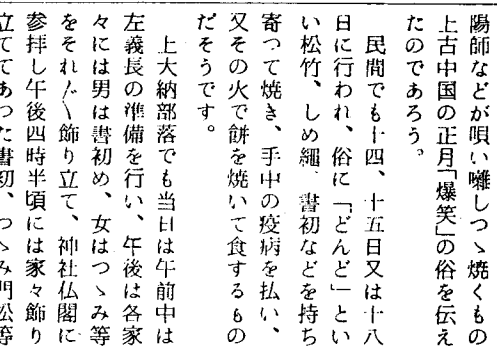 陽師などが唄い囃しつゝ焼くもの
上古中国の正月「爆笑」の俗を伝え
たのであろう。
民間でも十四、十五日又は十八
日に行われ、俗に「どんど」とい
い松竹、しめ縄、書初などを持ち
寄つて焼き、手中の疫病を払い、
又その火で餅を焼いて食するもの
だそうです。
上大納部落でも当日は午前中は
左義長の準備を行い、午後は各家
々には男は書初め、女はつゝみ等
をそれ〴〵飾り立て、神社仏閣に
参拝し午後四時半頃には家々飾り
立ててあつた書初、つゝみ門松等